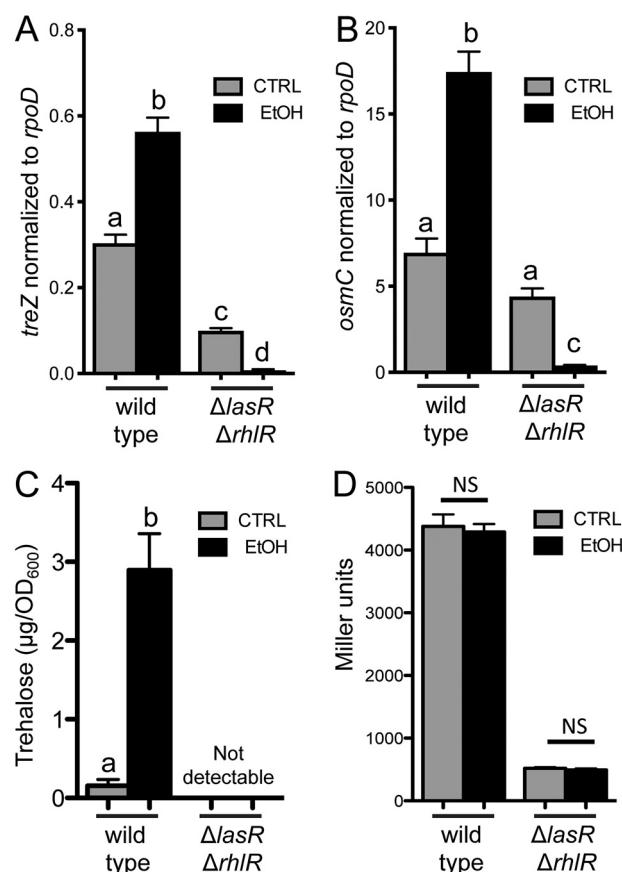 A
treZ normalized to rpoD
0.8
0.6
0.4
0.2
0.0
CTRL
EtOH
a
b
c
d
wild
type
ΔlasR
ΔrhlR
B
osmC normalized to rpoD
20
15
10
5
0
CTRL
EtOH
a
b
a
c
wild
type
ΔlasR
ΔrhlR
C
Trehalose (µg/OD600)
4
3
2
1
0
CTRL
EtOH
a
b
Not
detectable
wild
type
ΔlasR
ΔrhlR
D
Miller units
5000
4000
3000
2000
1000
0
NS
CTRL
EtOH
NS
wild
type
ΔlasR
ΔrhlR